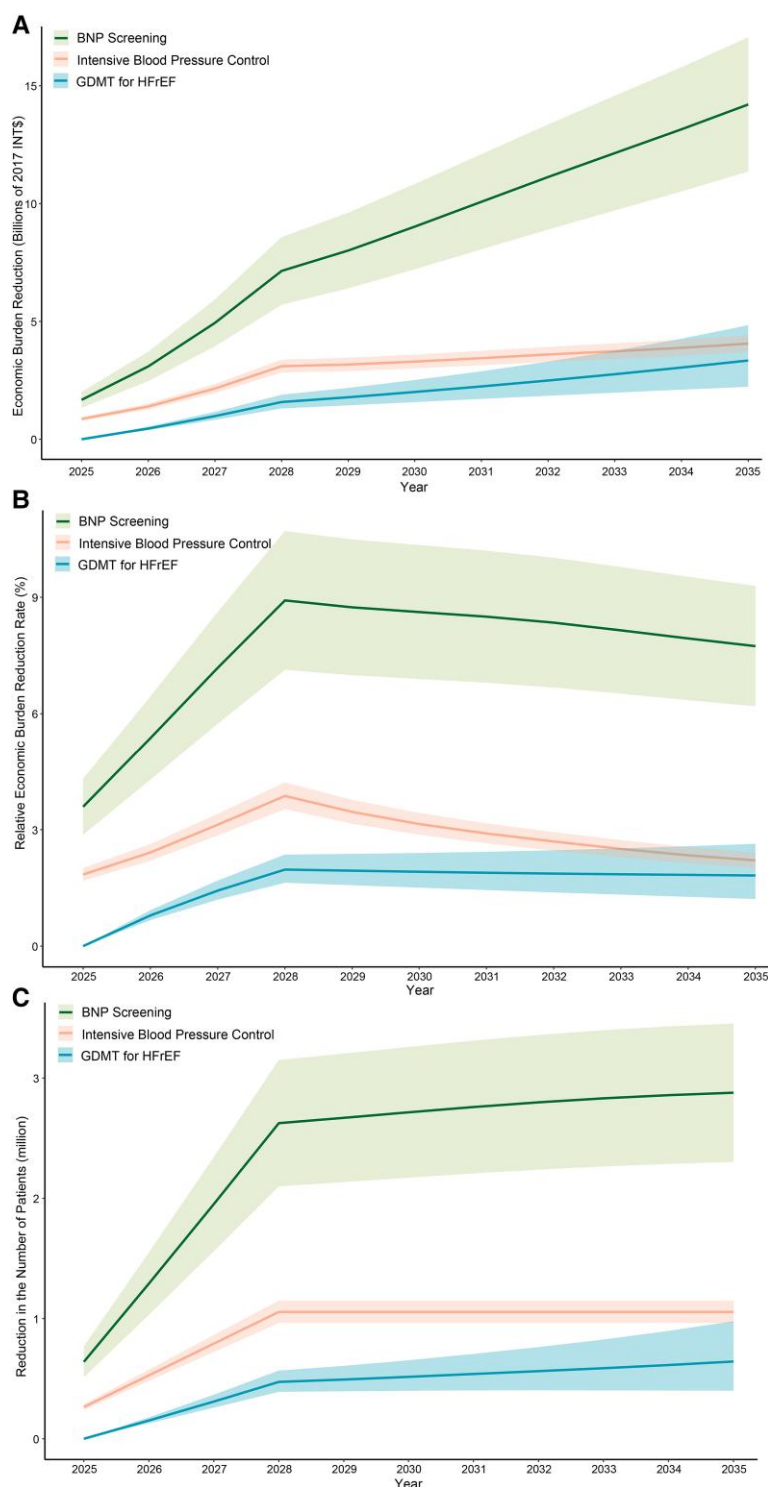 A
BNP Screening
Intensive Blood Pressure Control
GDMT for HFrEF
Economic Burden Reduction (Billions of 2017 INT$)
15
10
5
0
2025 2026 2027 2028 2029 2030 2031 2032 2033 2034 2035
Year
B
BNP Screening
Intensive Blood Pressure Control
GDMT for HFrEF
Relative Economic Burden Reduction Rate (%)
9
6
3
0
2025 2026 2027 2028 2029 2030 2031 2032 2033 2034 2035
Year
C
BNP Screening
Intensive Blood Pressure Control
GDMT for HFrEF
Reduction in the Number of Patients (million)
3
2
1
0
2025 2026 2027 2028 2029 2030 2031 2032 2033 2034 2035
Year